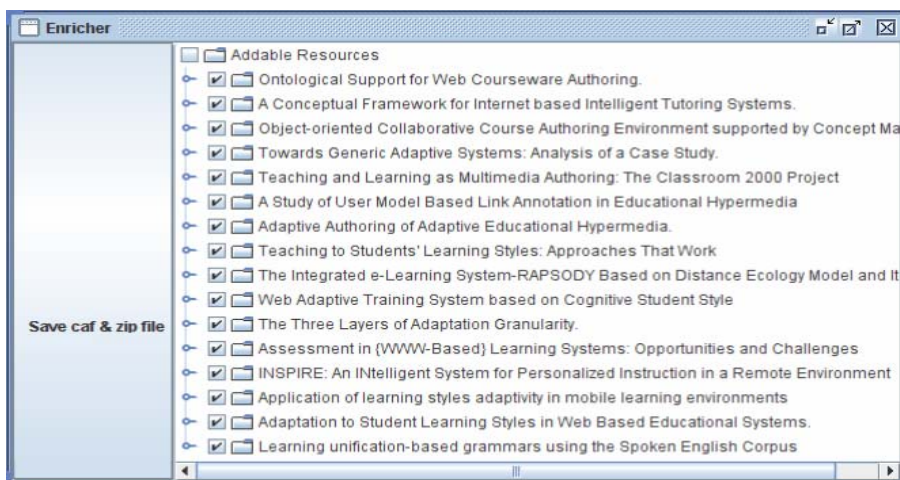 Enricher
Addable Resources
Ontological Support for Web Courseware Authoring.
A Conceptual Framework for Internet based Intelligent Tutoring Systems.
Object-oriented Collaborative Course Authoring Environment supported by Concept Ma
Towards Generic Adaptive Systems: Analysis of a Case Study.
Teaching and Learning as Multimedia Authoring: The Classroom 2000 Project
A Study of User Model Based Link Annotation in Educational Hypermedia
Adaptive Authoring of Adaptive Educational Hypermedia.
Teaching to Students' Learning Styles: Approaches That Work
The Integrated e-Learning System-RAPSODY Based on Distance Ecology Model and It
Web Adaptive Training System based on Cognitive Student Style
Save caf & zip file
The Three Layers of Adaptation Granularity.
Assessment in {WWW-Based} Learning Systems: Opportunities and Challenges
INSPIRE: An INtelligent System for Personalized Instruction in a Remote Environment
Application of learning styles adaptivity in mobile learning environments
Adaptation to Student Learning Styles in Web Based Educational Systems.
Learning unification-based grammars using the Spoken English Corpus